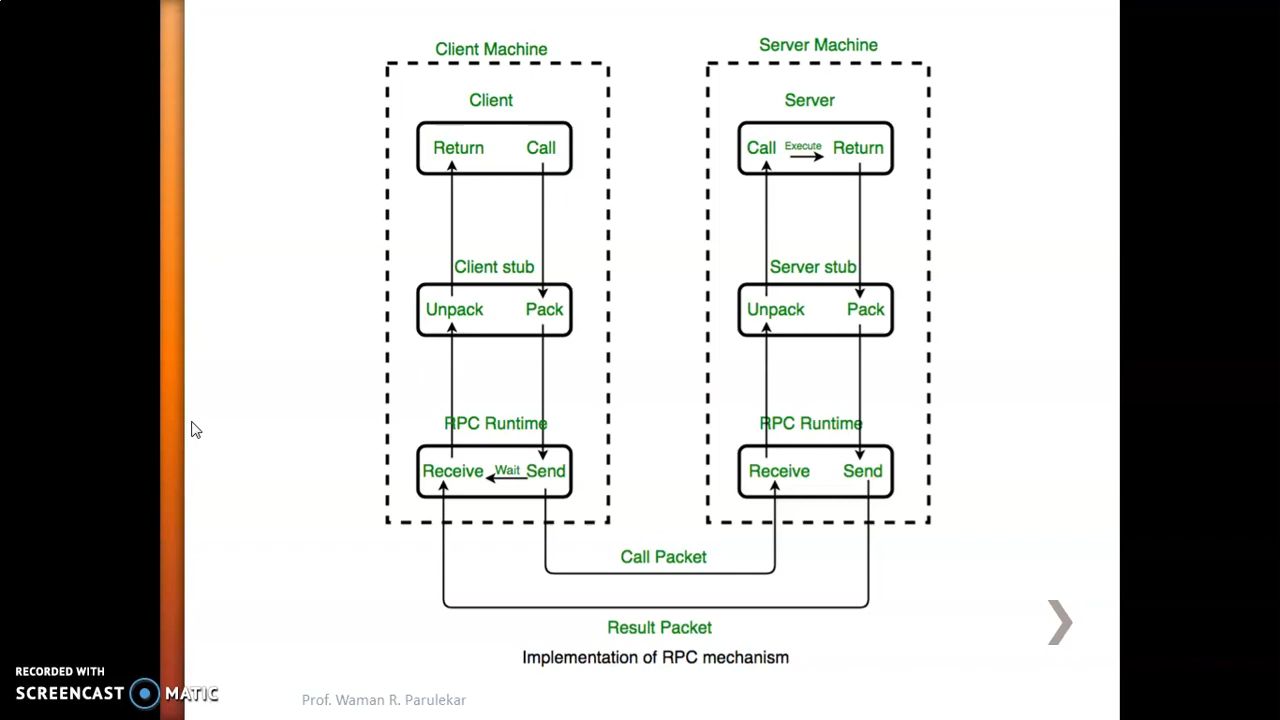 Client Machine
Server Machine
Client
Server
Return Call
Call Execute Return
Client stub
Server stub
Unpack Pack
Unpack Pack
RPC Runtime
RPC Runtime
Receive Wait Send
Receive Send
Call Packet
Result Packet
Implementation of RPC mechanism
RECORDED WITH
SCREENCAST MATIC
Prof. Waman R. Parulekar